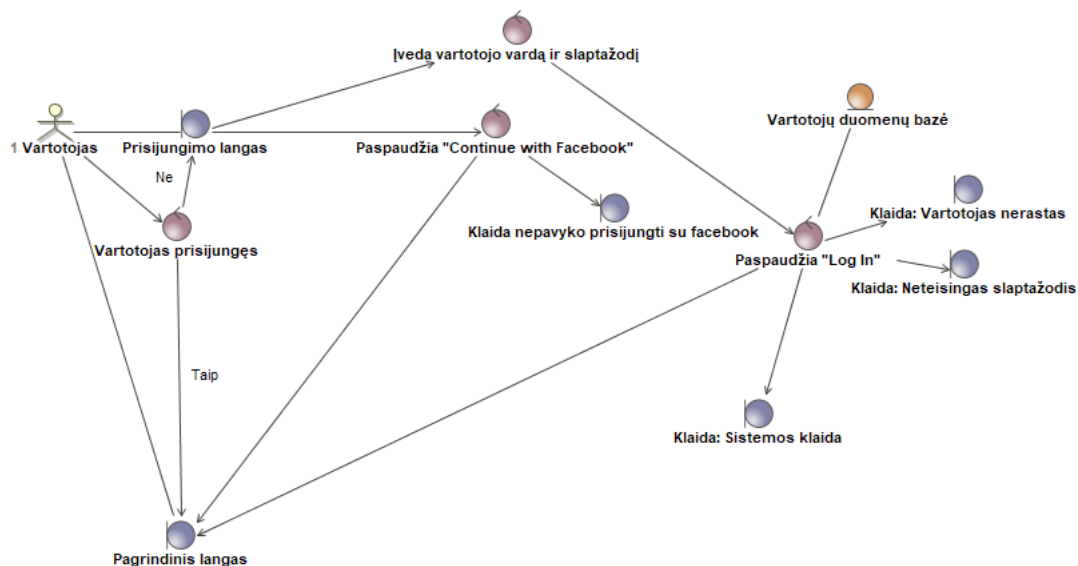 Įveda vartotojo vardą ir slaptažodį
Vartotojų duomenų bazė
1 Vartotojas
Prisijungimo langas
Paspaudžia "Continue with Facebook"
Ne
Klaida: Vartotojas nerastas
Klaida nepavyko prisijungti su facebook
Vartotojas prisijungęs
Paspaudžia "Log In"
Klaida: Neteisingas slaptažodis
Taip
Klaida: Sistemos klaida
Pagrindinis langas